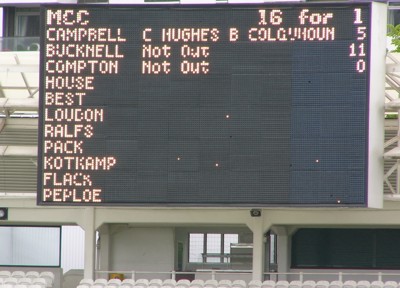 MCC 16 for 1
CAMPBELL C HUGHES B COLQUHOUN 5
BUCKNELL Not Out 11
COMPTON Not Out 0
HOUSE
BEST
LOUDON
RALFS
PACK
KOTKAMP
FLACK
PEPLOE